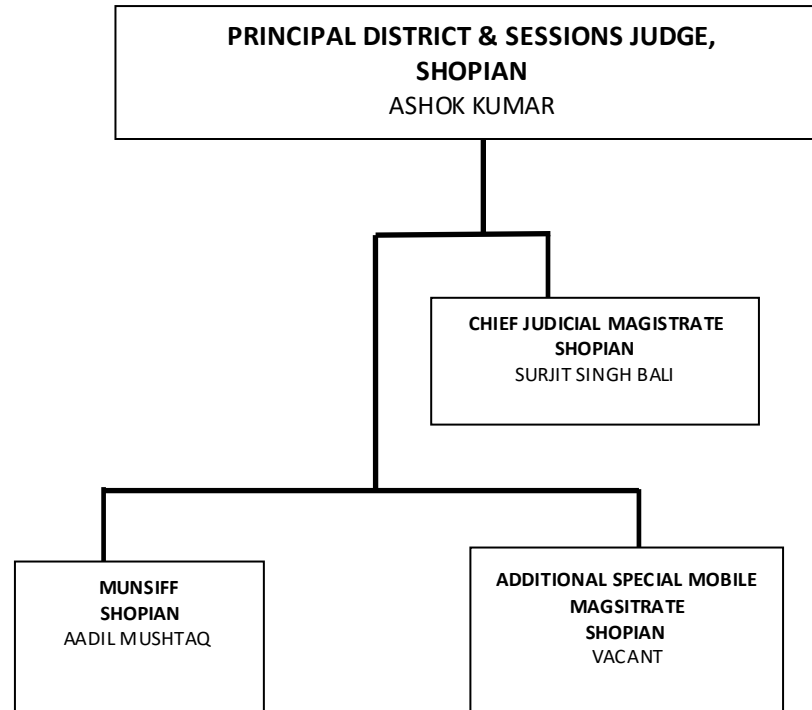 PRINCIPAL DISTRICT & SESSIONS JUDGE,
SHOPIAN
ASHOK KUMAR
CHIEF JUDICIAL MAGISTRATE
SHOPIAN
SURJIT SINGH BALI
MUNSIFF
SHOPIAN
AADIL MUSHTAQ
ADDITIONAL SPECIAL MOBILE
MAGSITRATE
SHOPIAN
VACANT